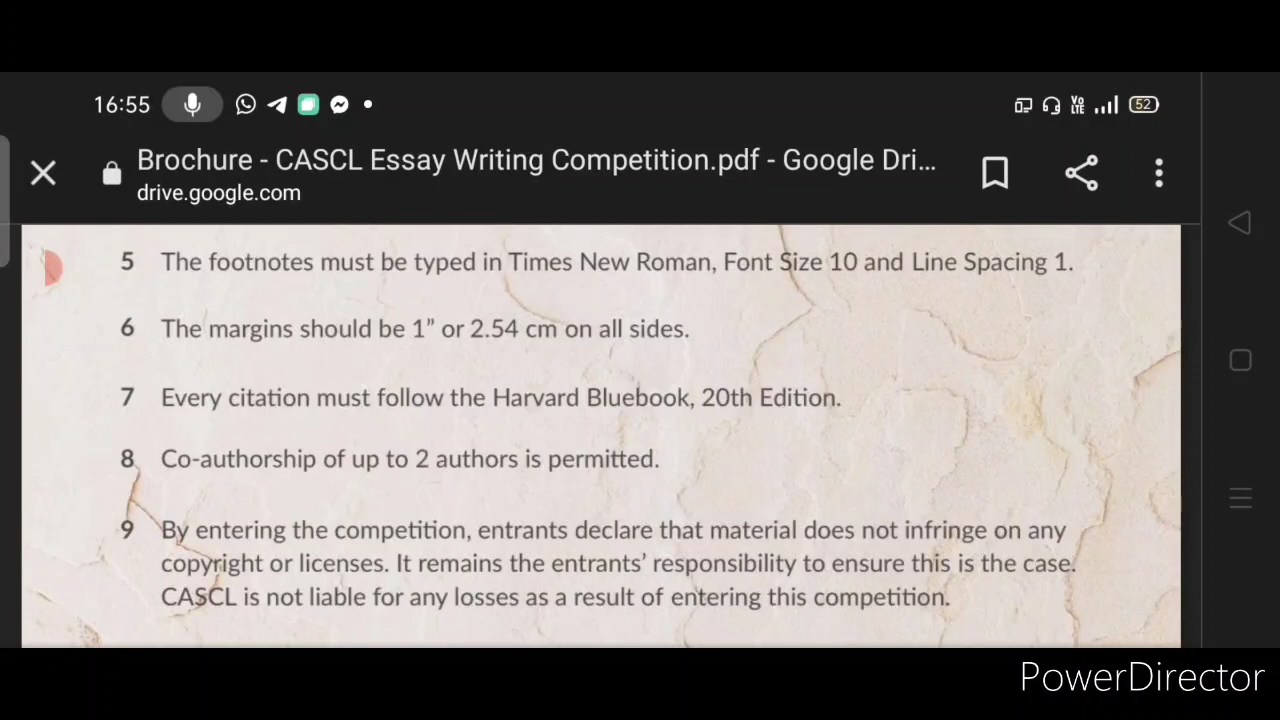 16:55
Vo
LTE
52
Brochure - CASCL Essay Writing Competition.pdf - Google Dri...
drive.google.com
5 The footnotes must be typed in Times New Roman, Font Size 10 and Line Spacing 1.
6 The margins should be 1” or 2.54 cm on all sides.
7 Every citation must follow the Harvard Bluebook, 20th Edition.
8 Co-authorship of up to 2 authors is permitted.
9 By entering the competition, entrants declare that material does not infringe on any
copyright or licenses. It remains the entrants’ responsibility to ensure this is the case.
CASCL is not liable for any losses as a result of entering this competition.
PowerDirector